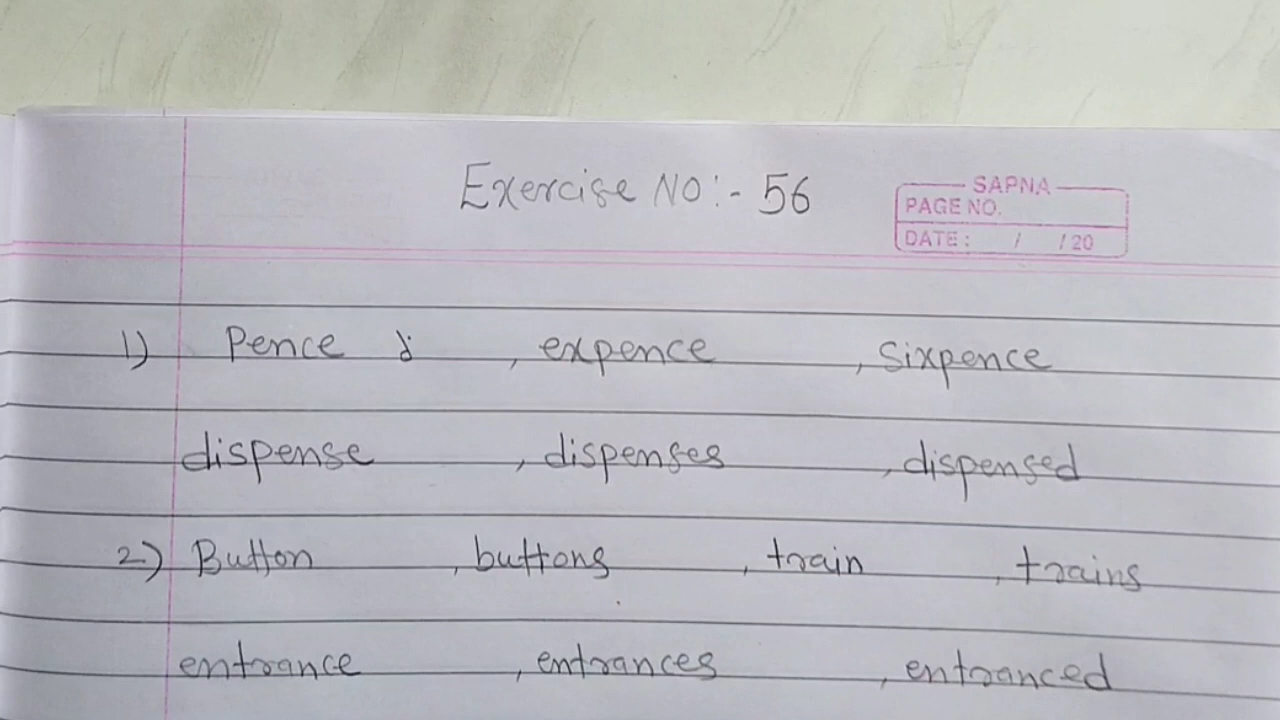 Exercise NO:- 56
SAPNA
PAGE NO.
DATE : / / 20
1) Pence , expence , Sixpence
dispense , dispenses , dispensed
2) Button , buttons , train , trains
entrance , entrances , entranced